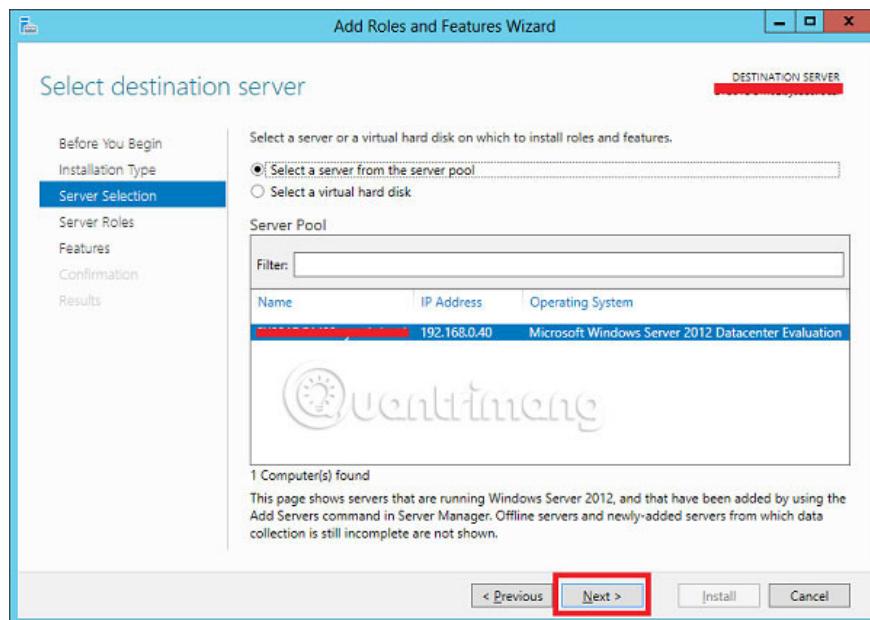 Add Roles and Features Wizard
Select destination server
DESTINATION SERVER
Before You Begin
Installation Type
Server Selection
Server Roles
Features
Confirmation
Results
Select a server or a virtual hard disk on which to install roles and features.
Select a server from the server pool
Select a virtual hard disk
Server Pool
Filter:
Name IP Address Operating System
192.168.0.40 Microsoft Windows Server 2012 Datacenter Evaluation
Quantrimang
1 Computer(s) found
This page shows servers that are running Windows Server 2012, and that have been added by using the
Add Servers command in Server Manager. Offline servers and newly-added servers from which data
collection is still incomplete are not shown.
< Previous Next > Install Cancel